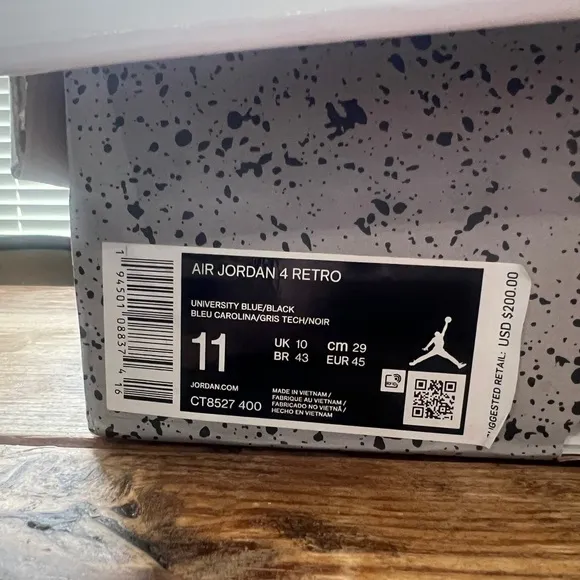 AIR JORDAN 4 RETRO
UNIVERSITY BLUE/BLACK
BLEU CAROLINA/GRIS TECH/NOIR
11
UK 10 cm 29
BR 43 EUR 45
JORDAN.COM
CT8527 400
MADE IN VIETNAM /
FABRIQUE AU VIETNAM /
FABRICADO NO VIETNÃ /
HECHO EN VIETNAM
RFID
1 94501 08837 4 16
UGGESTED RETAIL: USD $200.00